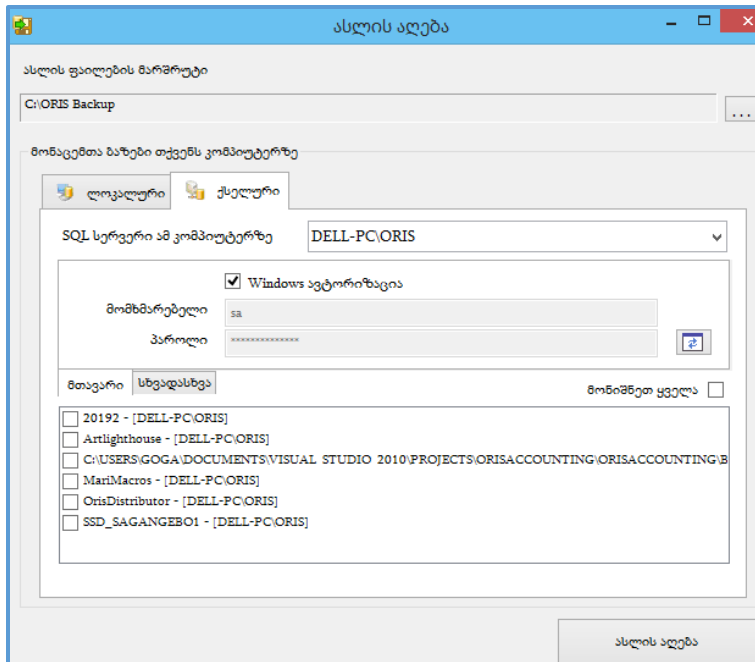 ასლის აღება
ასლის ფაილების მარშრუტი
C:\ORIS Backup
...
მონაცემთა ბაზები თქვენს კომპიუტერზე
ლოკალური ქსელური
SQL სერვერი ამ კომპიუტერზე DELL-PC\ORIS
Windows ავტორიზაცია
მომხმარებელი sa
პაროლი **************
მთავარი სხვადასხვა მონიშნეთ ყველა
20192 - [DELL-PC\ORIS]
Artlighthouse - [DELL-PC\ORIS]
C:\USERS\GOGA\DOCUMENTS\VISUAL STUDIO 2010\PROJECTS\ORISACCOUNTING\ORISACCOUNTING\B
MariMacros - [DELL-PC\ORIS]
OrisDistributor - [DELL-PC\ORIS]
SSD_SAGANGEBO1 - [DELL-PC\ORIS]
ასლის აღება